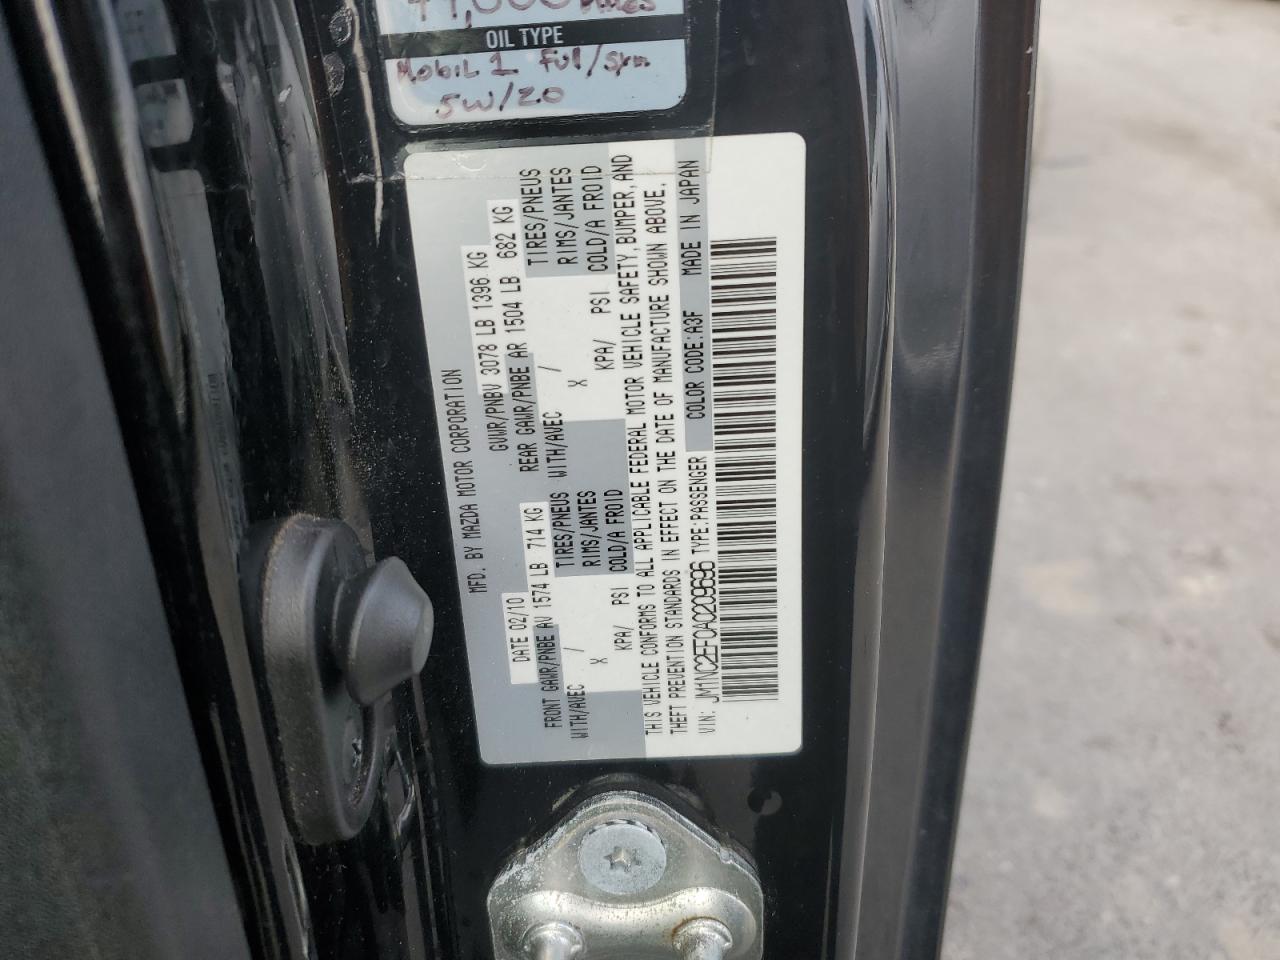 OIL TYPE
Mobil 1 Full/Syn
5W/20
MFD. BY MAZDA MOTOR CORPORATION
DATE 02/10 GVWR/PNBV 3078 LB 1396 KG
FRONT GAWR/PNBE AV 1574 LB 714 KG REAR GAWR/PNBE AR 1504 LB 682 KG
WITH/AVEC / TIRES/PNEUS WITH/AVEC / TIRES/PNEUS
X RIMS/JANTES X RIMS/JANTES
KPA/ PSI COLD/A FROID KPA/ PSI COLD/A FROID
THIS VEHICLE CONFORMS TO ALL APPLICABLE FEDERAL MOTOR VEHICLE SAFETY, BUMPER, AND
THEFT PREVENTION STANDARDS IN EFFECT ON THE DATE OF MANUFACTURE SHOWN ABOVE.
VIN: JM1NC2EF0A0209696 TYPE:PASSENGER COLOR CODE:A3F MADE IN JAPAN